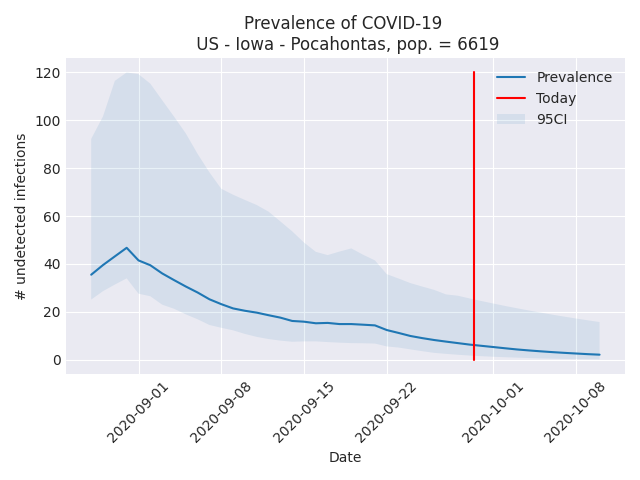 Prevalence of COVID-19
US - Iowa - Pocahontas, pop. = 6619
120
100
80
60
40
20
0
# undetected infections
Prevalence
Today
95CI
2020-09-01
2020-09-08
2020-09-15
2020-09-22
2020-10-01
2020-10-08
Date